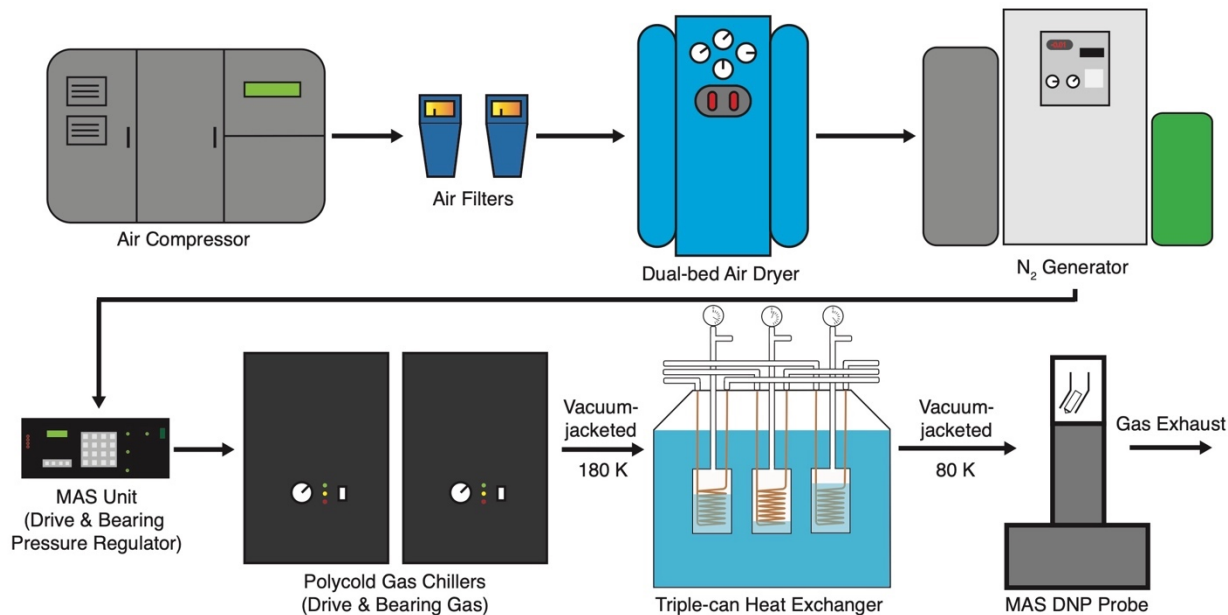 Air Compressor
Air Filters
Dual-bed Air Dryer
N₂ Generator
MAS Unit
(Drive & Bearing
Pressure Regulator)
Polycold Gas Chillers
(Drive & Bearing Gas)
Vacuum-
jacketed
180 K
Triple-can Heat Exchanger
Vacuum-
jacketed
80 K
MAS DNP Probe
Gas Exhaust